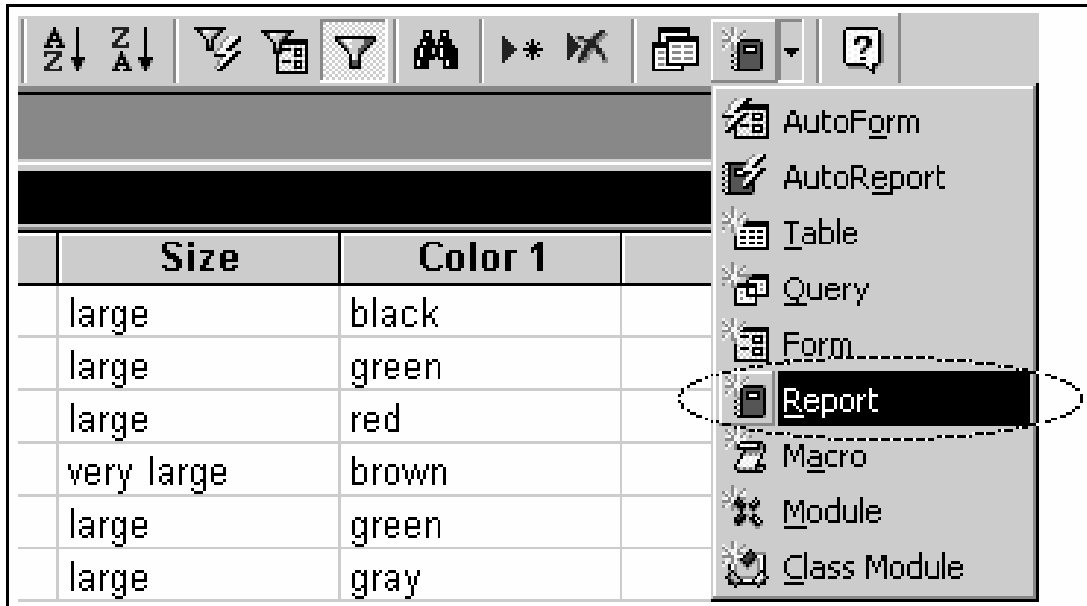 A
Z
Z
A
?
AutoForm
AutoReport
Table
Query
Form
Report
Macro
Module
Class Module
Size Color 1
large black
large green
large red
very large brown
large green
large gray